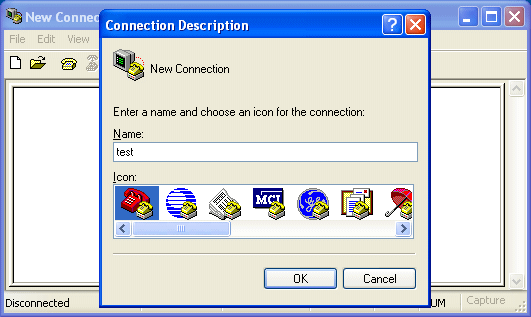 New Conne
Connection Description
File Edit View
New Connection
Enter a name and choose an icon for the connection:
Name:
test
Icon:
MCI
OK Cancel
Disconnected
UM
Capture